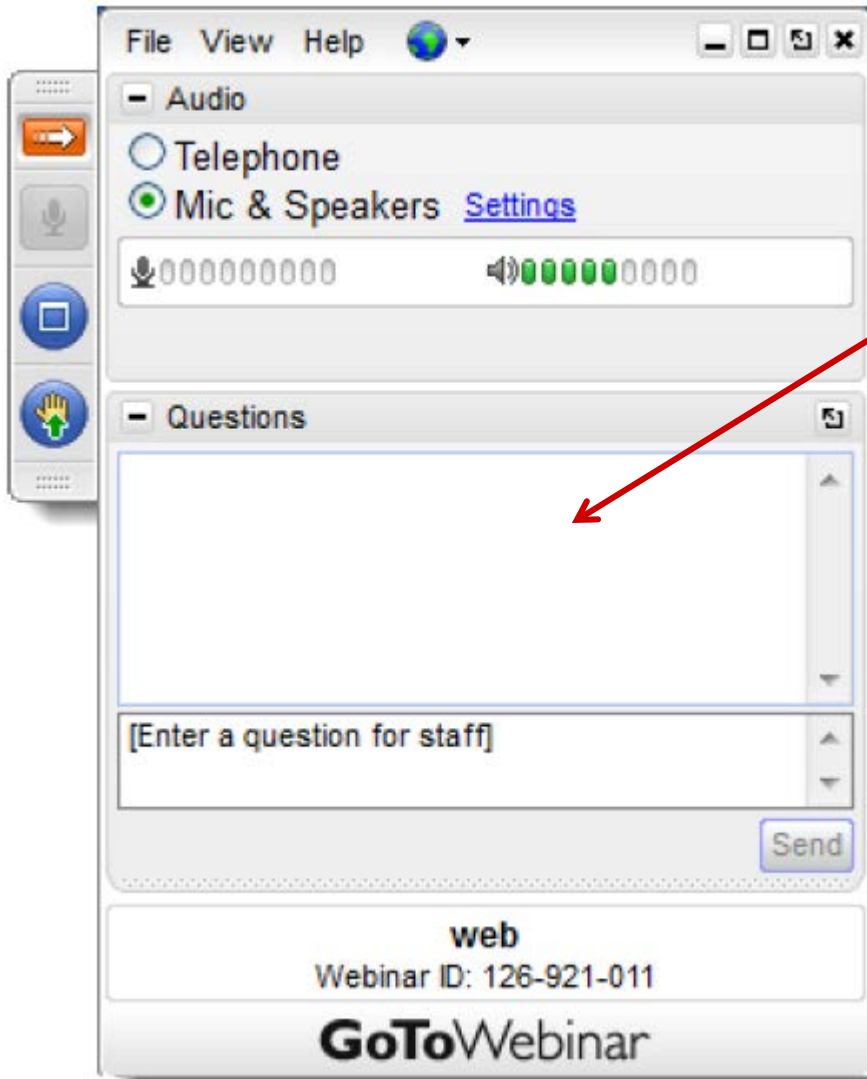 File View Help
Audio
Telephone
Mic & Speakers Settings
Questions
[Enter a question for staff]
Send
web
Webinar ID: 126-921-011
GoToWebinar